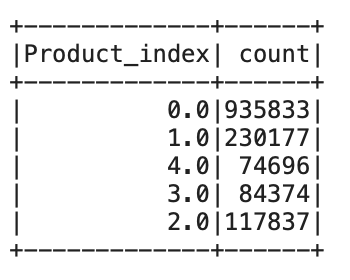 +-------------+------+
|Product_index| count|
+-------------+------+
|          0.0|935833|
|          1.0|230177|
|          4.0| 74696|
|          3.0| 84374|
|          2.0|117837|
+-------------+------+